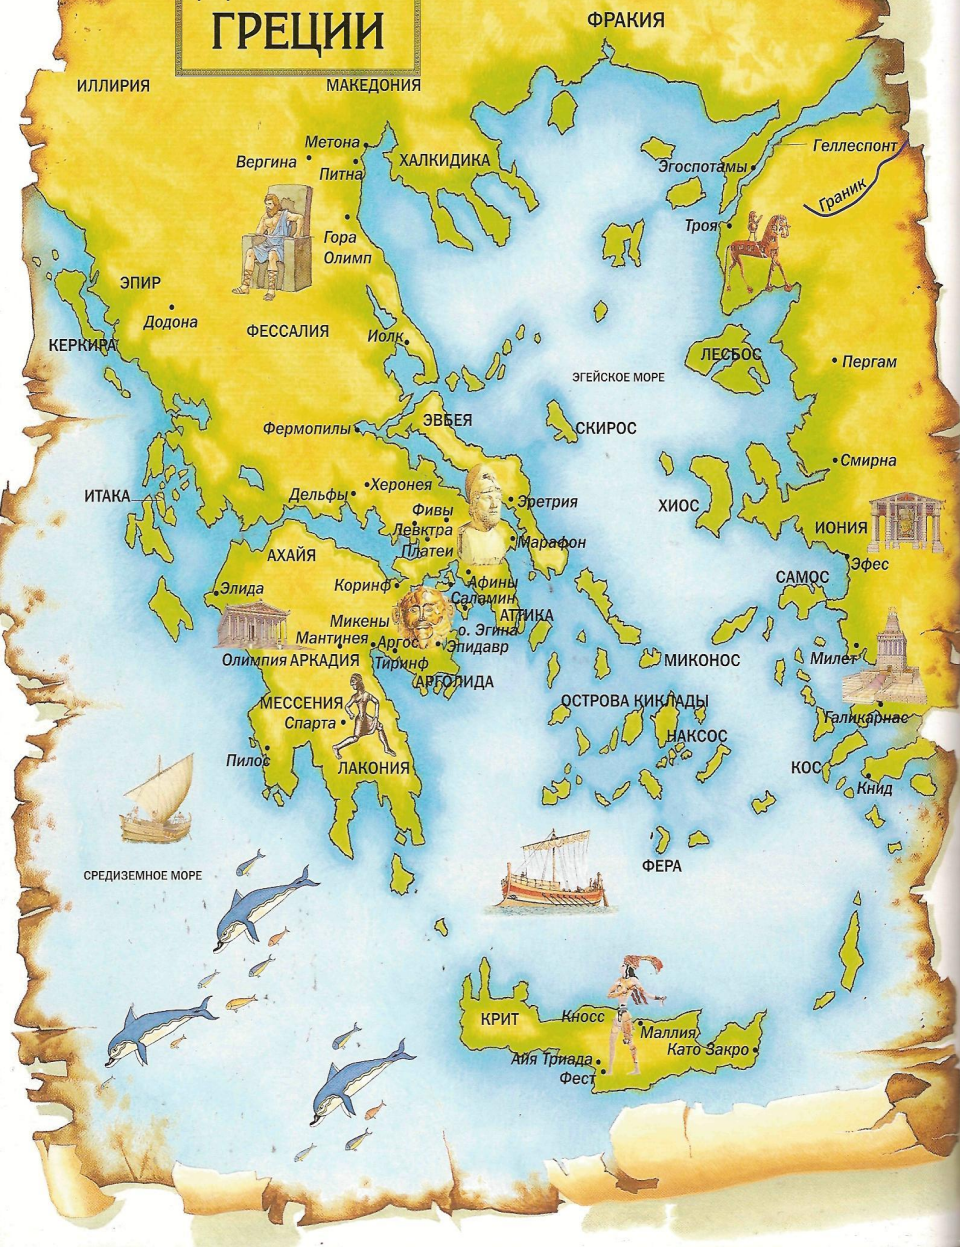 ГРЕЦИИ
ФРАКИЯ
ИЛЛИРИЯ
МАКЕДОНИЯ
Метона
Вергина
Питна
ХАЛКИДИКА
Эгоспотамы
Геллеспонт
Граник
Троя
Гора
Олимп
ЭПИР
Додона
ФЕССАЛИЯ
Иолк
КЕРКИРА
ЛЕСБОС
Пергам
ЭГЕЙСКОЕ МОРЕ
ЭВБЕЯ
СКИРОС
Фермопилы
Смирна
Херонея
Дельфы
ИТАКА
Эретрия
ХИОС
Фивы
Левктра
Платеи
Марафон
ИОНИЯ
Эфес
АХАЙЯ
САМОС
Элида
Коринф
Афины
Саламин
АТТИКА
Микены
о. Эгина
Мантинея
Аргос
Эпидавр
Олимпия
АРКАДИЯ
Тиринф
МИКОНОС
Милет
АРГОЛИДА
МЕССЕНИЯ
ОСТРОВА КИКЛАДЫ
Спарта
Галикарнас
НАКСОС
Пилос
ЛАКОНИЯ
КОС
Книд
ФЕРА
СРЕДИЗЕМНОЕ МОРЕ
КРИТ
Кносс
Маллия
Като Закро
Айя Триада
Фест